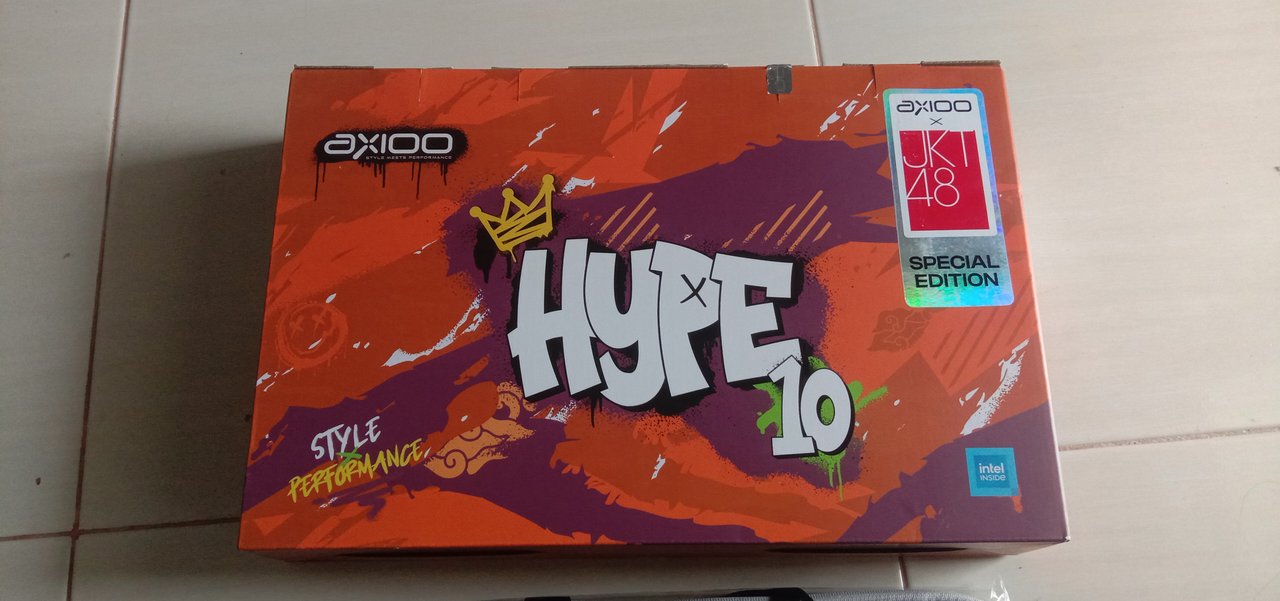 axioo
STYLE MEETS PERFORMANCE
axioo
x
JKT
48
SPECIAL
EDITION
HYPE
10
STYLE
X
PERFORMANCE
intel
INSIDE